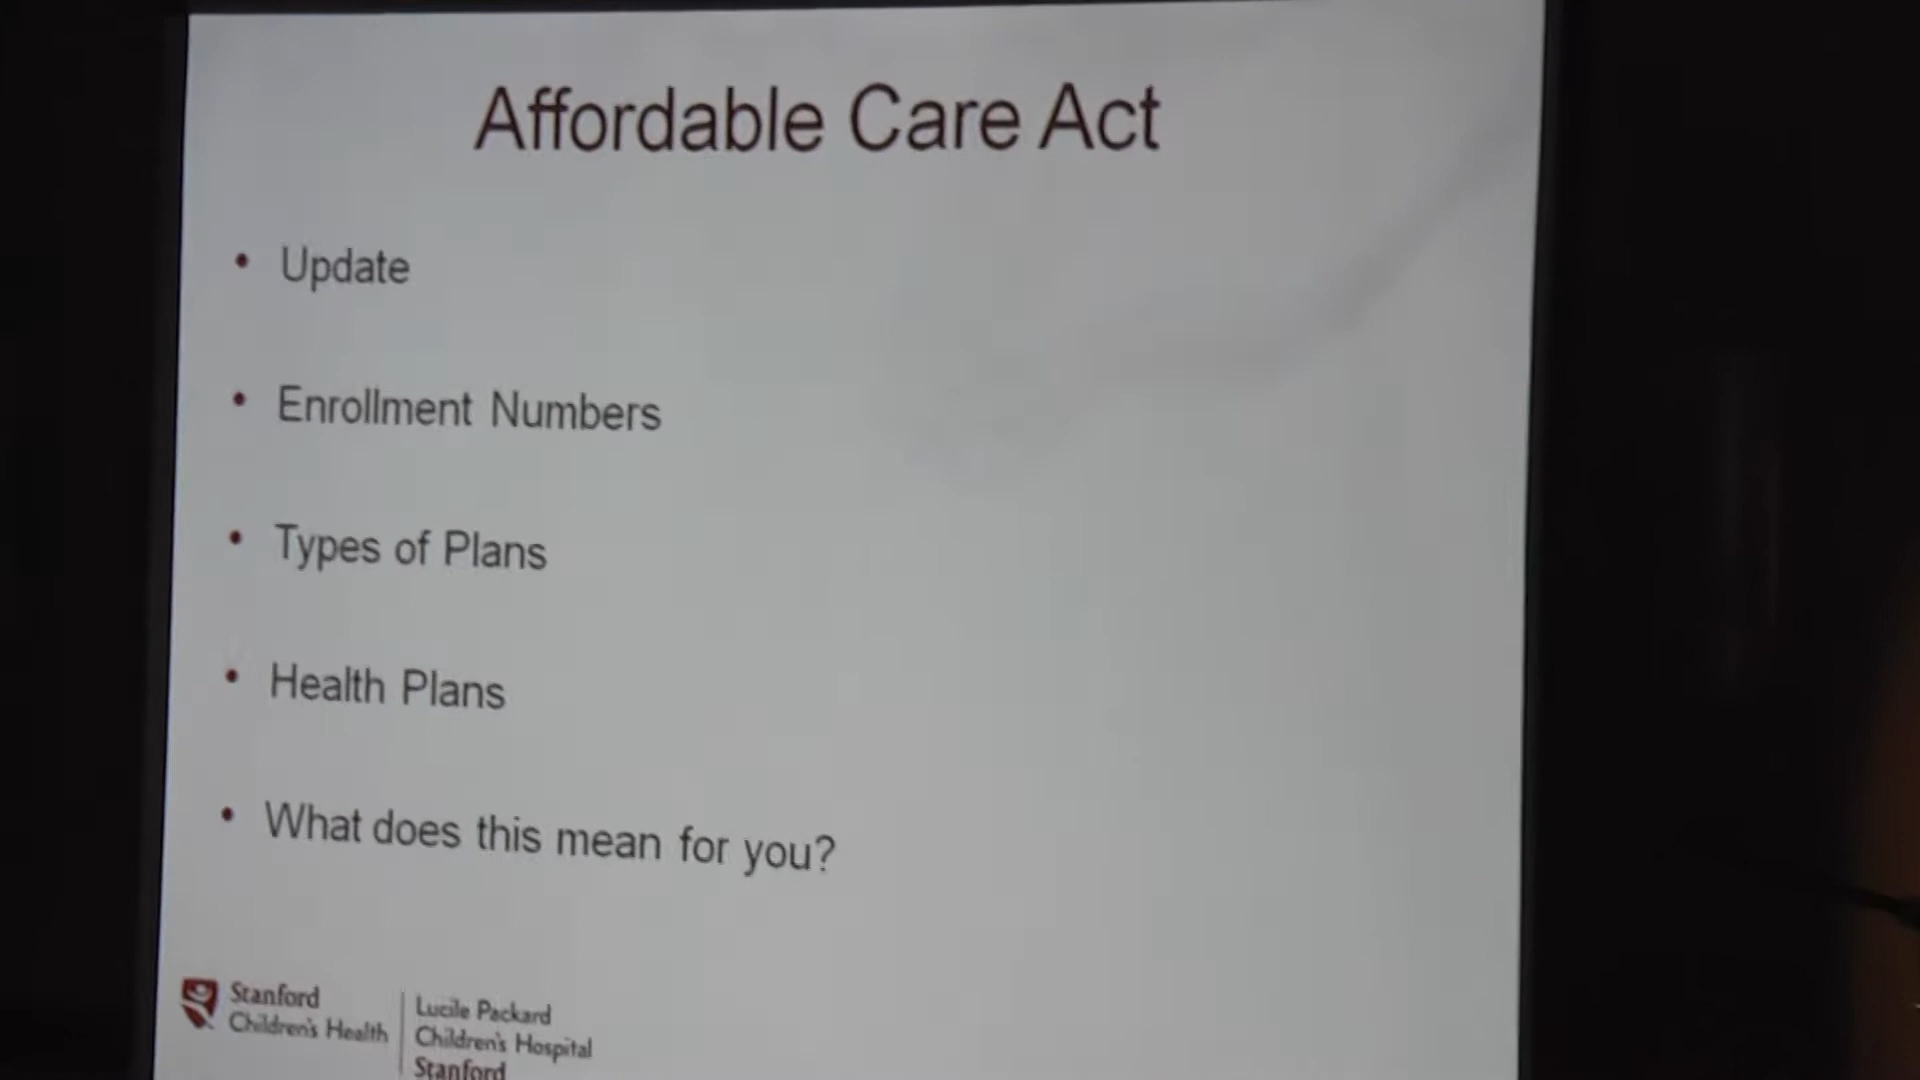 Affordable Care Act
• Update
• Enrollment Numbers
• Types of Plans
• Health Plans
• What does this mean for you?
Stanford
Children's Health
Lucile Packard
Children's Hospital
Stanford